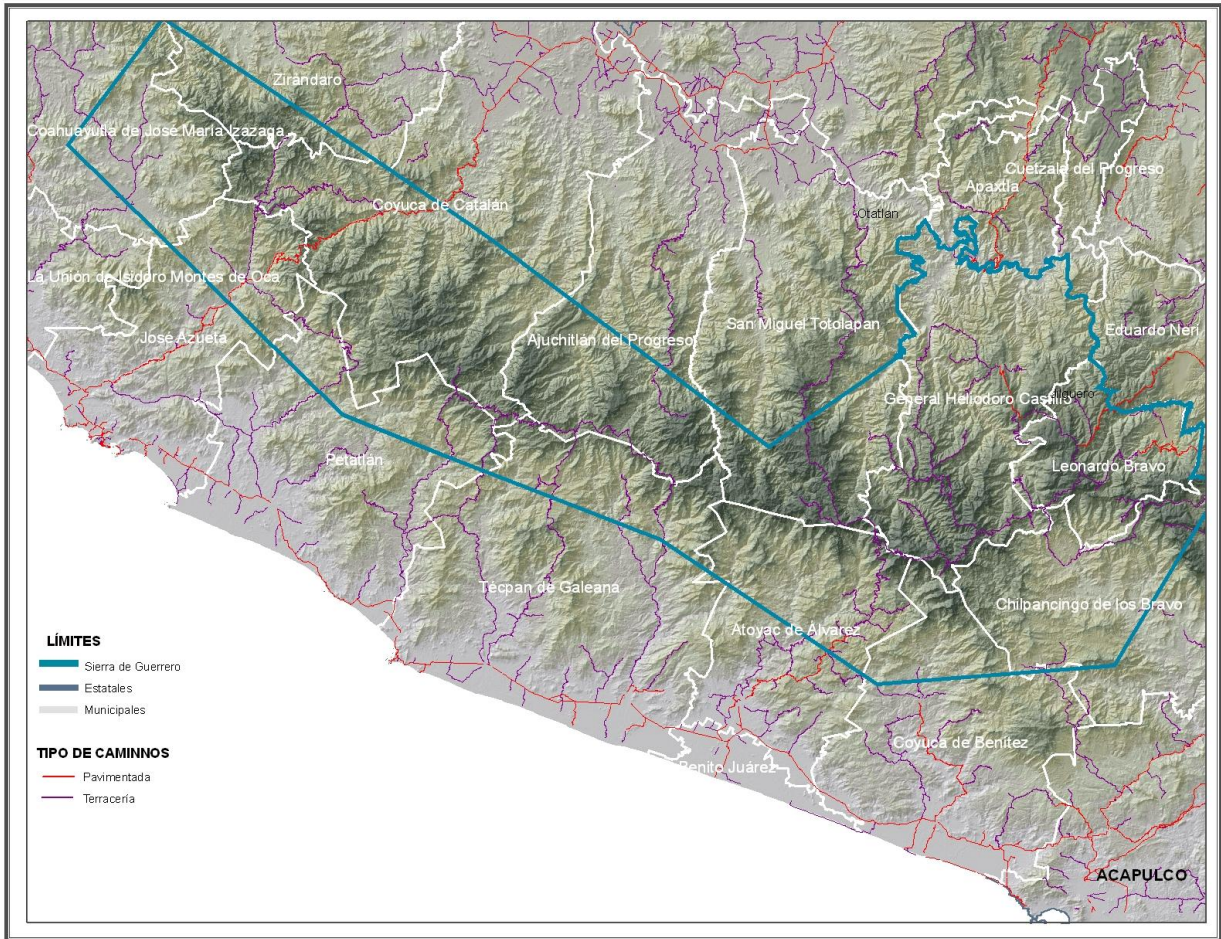 Zirándaro
Coahuayutla de José María Izazaga
Cuetzala del Progreso
Apaxtla
Coyuca de Catalán
Otatlán
La Unión de Isidoro Montes de Oca
José Azueta
Ajuchitlán del Progreso
San Miguel Totolapan
Eduardo Neri
General Heliodoro Castillo
Leonardo Bravo
Petatlán
Técpan de Galeana
Chilpancingo de los Bravo
Atoyac de Álvarez
LÍMITES
Sierra de Guerrero
Estatales
Municipales
Coyuca de Benítez
Benito Juárez
TIPO DE CAMINNOS
Pavimentada
Terracería
ACAPULCO